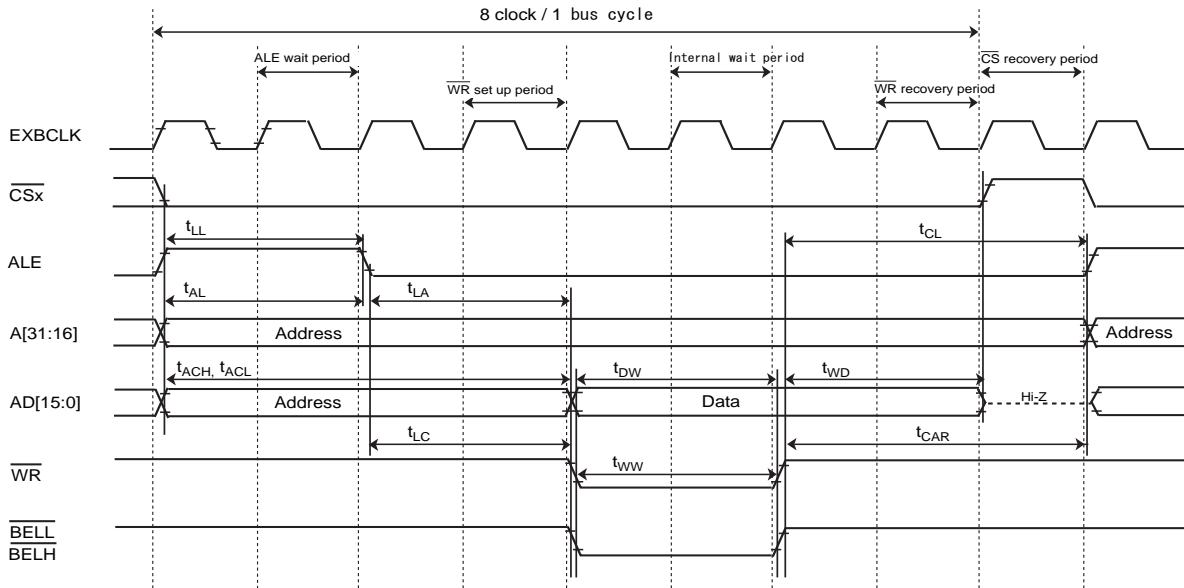 8 clock / 1 bus cycle
ALE wait period
Internal wait period
CS recovery period
WR set up period
WR recovery period
EXBCLK
CSx
tLL
tCL
ALE
tAL
tLA
A[31:16]
Address
Address
tACH, tACL
tDW
tWD
AD[15:0]
Address
Data
Hi-Z
tLC
tCAR
WR
tWW
BELL
BELH